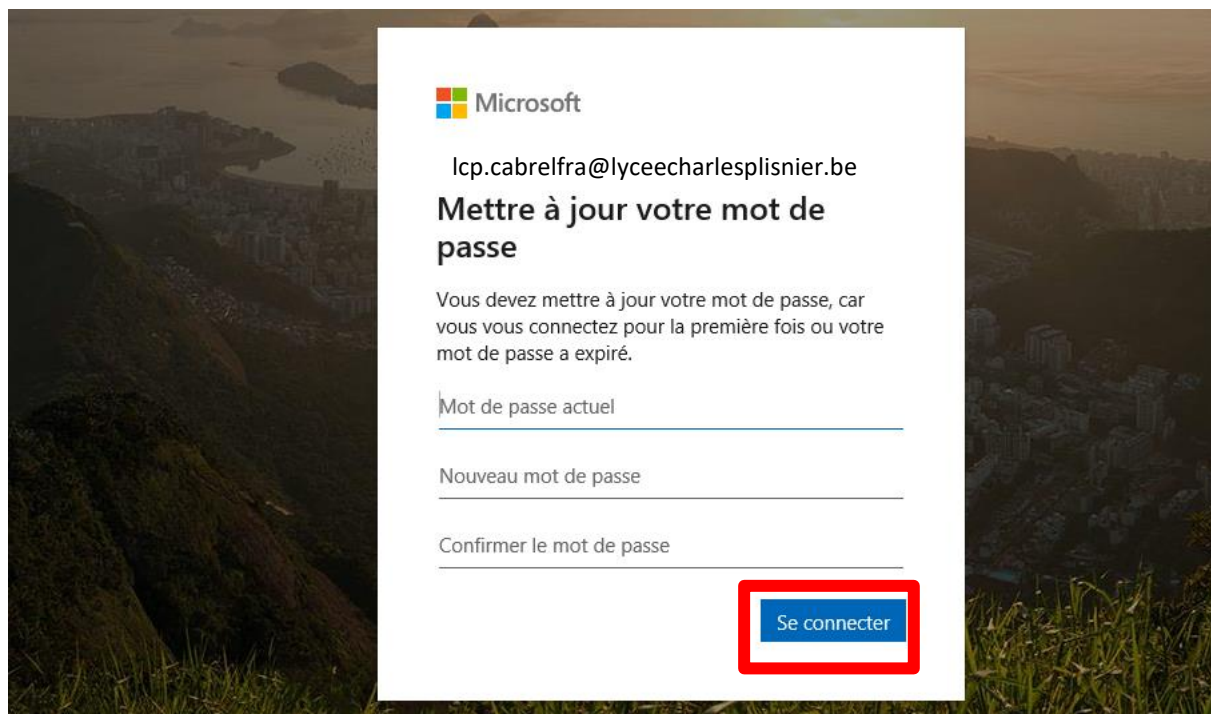 Microsoft
lcp.cabrelfra@lyceecharlesplisnier.be
Mettre à jour votre mot de
passe
Vous devez mettre à jour votre mot de passe, car
vous vous connectez pour la première fois ou votre
mot de passe a expiré.
Mot de passe actuel
Nouveau mot de passe
Confirmer le mot de passe
Se connecter